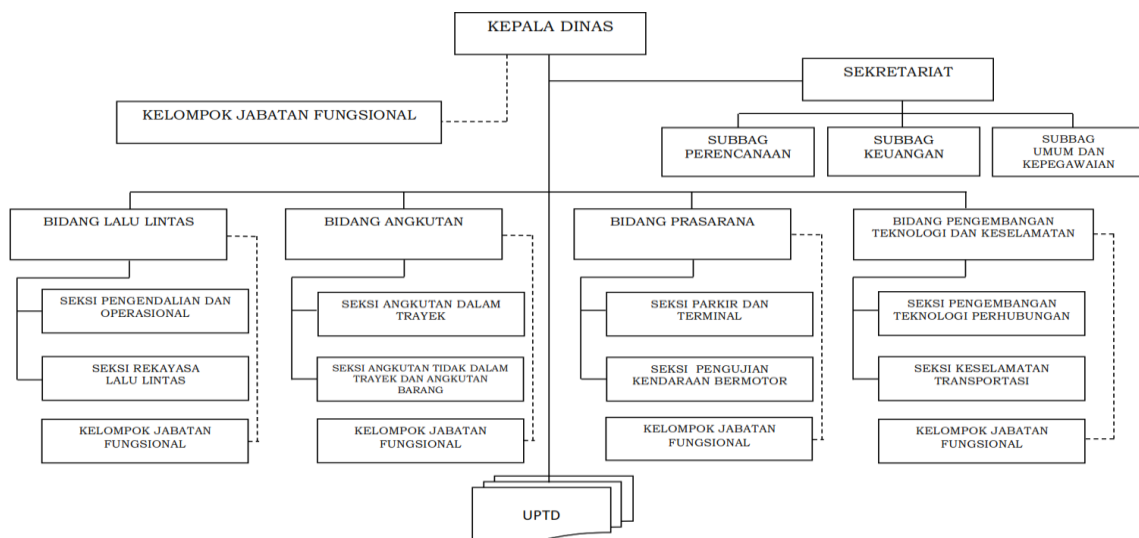 KEPALA DINAS
SEKRETARIAT
KELOMPOK JABATAN FUNGSIONAL
SUBBAG
PERENCANAAN
SUBBAG
KEUANGAN
SUBBAG
UMUM DAN
KEPEGAWAIAN
BIDANG LALU LINTAS
BIDANG ANGKUTAN
BIDANG PRASARANA
BIDANG PENGEMBANGAN
TEKNOLOGI DAN KESELAMATAN
SEKSI PENGENDALIAN DAN
OPERASIONAL
SEKSI ANGKUTAN DALAM
TRAYEK
SEKSI PARKIR DAN
TERMINAL
SEKSI PENGEMBANGAN
TEKNOLOGI PERHUBUNGAN
SEKSI REKAYASA
LALU LINTAS
SEKSI ANGKUTAN TIDAK DALAM
TRAYEK DAN ANGKUTAN
BARANG
SEKSI PENGUJIAN
KENDARAAN BERMOTOR
SEKSI KESELAMATAN
TRANSPORTASI
KELOMPOK JABATAN
FUNGSIONAL
KELOMPOK JABATAN
FUNGSIONAL
KELOMPOK JABATAN
FUNGSIONAL
KELOMPOK JABATAN
FUNGSIONAL
UPTD